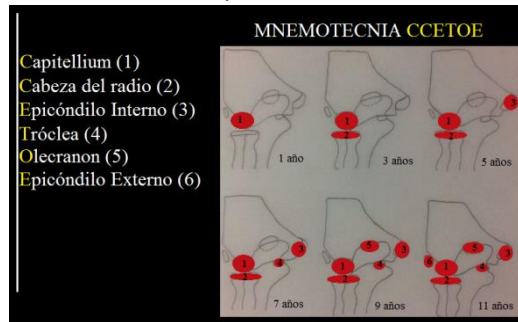 MNEMOTECNIA CCETOE
Capitellium (1)
Cabeza del radio (2)
Epicóndilo Interno (3)
Tróclea (4)
Olecranon (5)
Epicóndilo Externo (6)
1
1 año
1
2
3 años
1
2
3
5 años
1
2
3
4
7 años
1
2
3
4
5
9 años
1
2
3
4
5
6
11 años